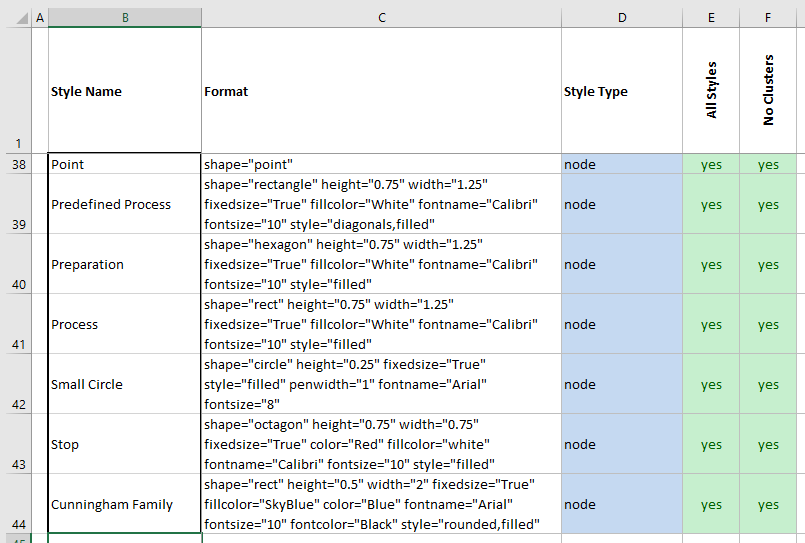 A B C D E F
1 Style Name Format Style Type All Styles No Clusters
38 Point shape="point" node yes yes
shape="rectangle" height="0.75" width="1.25"
39 Predefined Process fixedsize="True" fillcolor="White" fontname="Calibri" node yes yes
fontsize="10" style="diagonals,filled"
shape="hexagon" height="0.75" width="1.25"
40 Preparation fixedsize="True" fillcolor="White" fontname="Calibri" node yes yes
fontsize="10" style="filled"
shape="rect" height="0.75" width="1.25"
41 Process fixedsize="True" fillcolor="White" fontname="Calibri" node yes yes
fontsize="10" style="filled"
shape="circle" height="0.25" fixedsize="True"
42 Small Circle style="filled" penwidth="1" fontname="Arial" node yes yes
fontsize="8"
shape="octagon" height="0.75" width="0.75"
43 Stop fixedsize="True" color="Red" fillcolor="white" node yes yes
fontname="Calibri" fontsize="10" style="filled"
shape="rect" height="0.5" width="2" fixedsize="True"
44 Cunningham Family fillcolor="SkyBlue" color="Blue" fontname="Arial" node yes yes
fontsize="10" fontcolor="Black" style="rounded,filled"